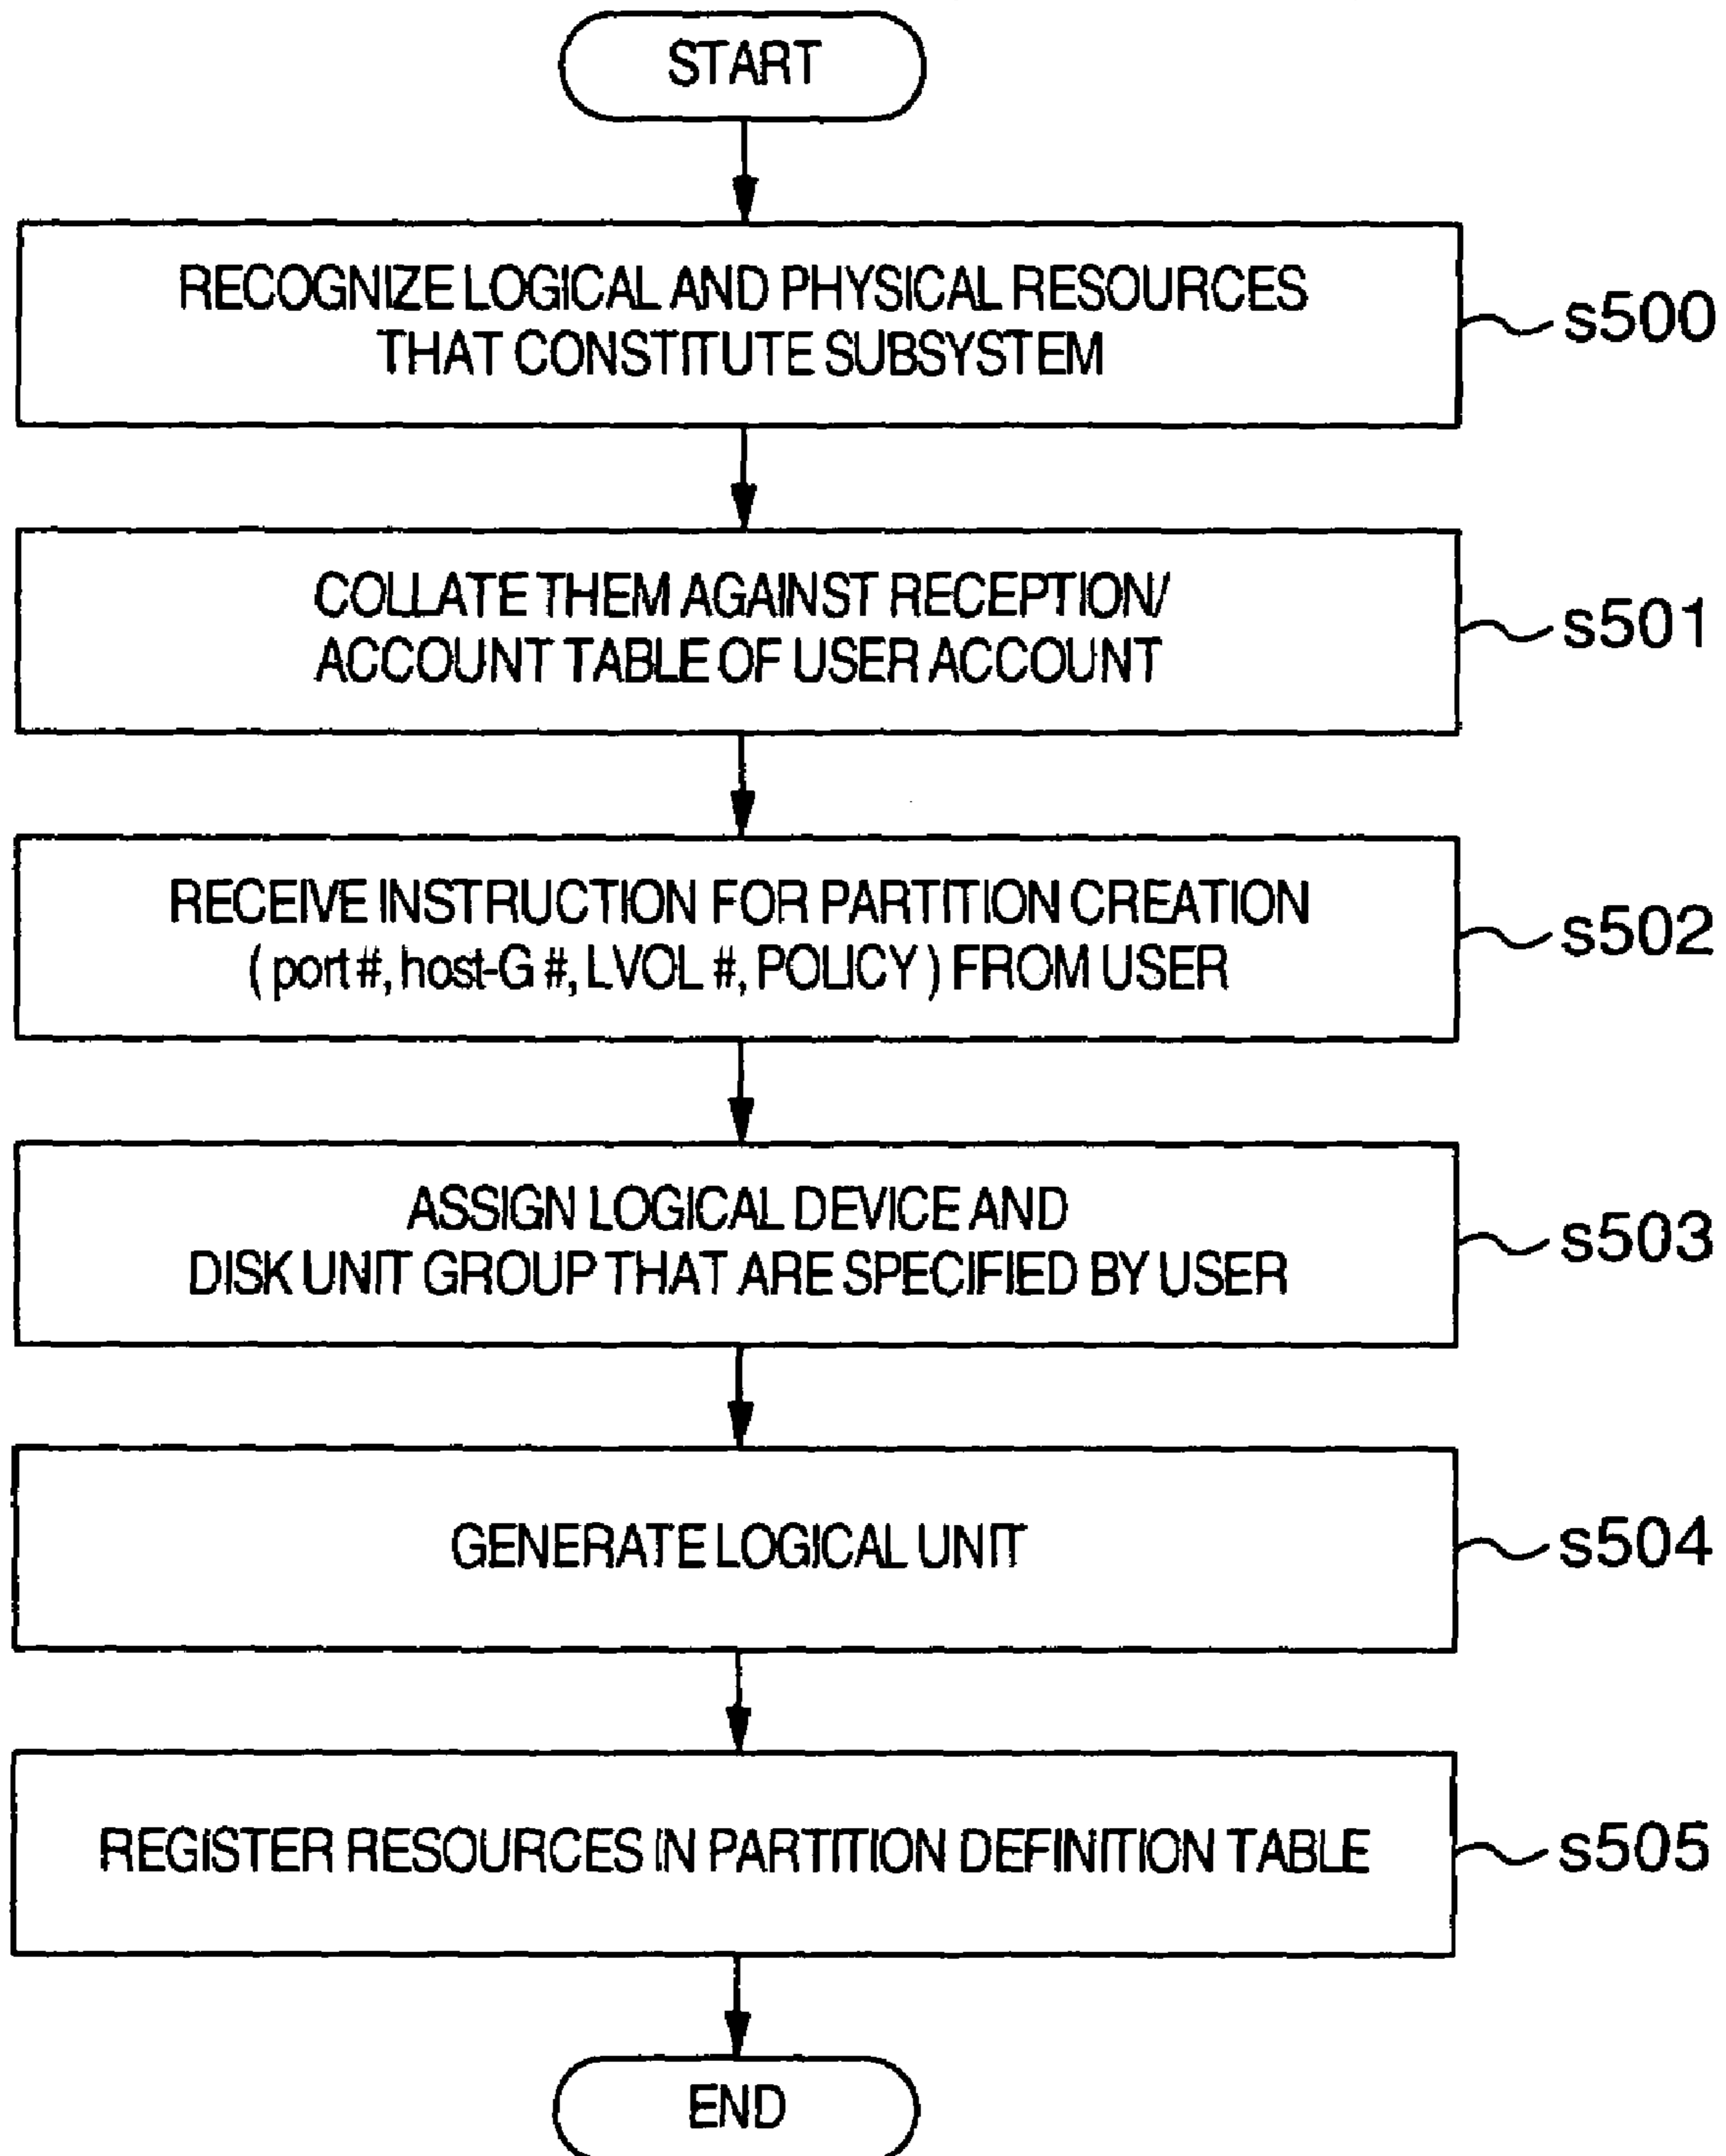 START
RECOGNIZE LOGICAL AND PHYSICAL RESOURCES
THAT CONSTITUTE SUBSYSTEM
s500
COLLATE THEM AGAINST RECEPTION/
ACCOUNT TABLE OF USER ACCOUNT
s501
RECEIVE INSTRUCTION FOR PARTITION CREATION
( port #, host-G #, LVOL #, POLICY ) FROM USER
s502
ASSIGN LOGICAL DEVICE AND
DISK UNIT GROUP THAT ARE SPECIFIED BY USER
s503
GENERATE LOGICAL UNIT
s504
REGISTER RESOURCES IN PARTITION DEFINITION TABLE
s505
END